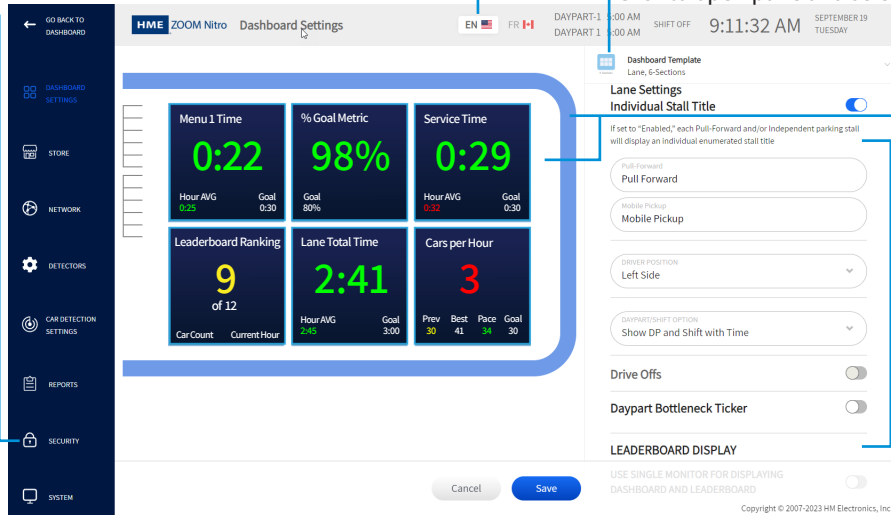 GO BACK TO
DASHBOARD
HME ZOOM Nitro Dashboard Settings
EN FR
DAYPART-1 5:00 AM
DAYPART 1 5:00 AM
SHIFT OFF
9:11:32 AM
SEPTEMBER 19
TUESDAY
DASHBOARD
SETTINGS
STORE
NETWORK
DETECTORS
CAR DETECTION
SETTINGS
REPORTS
SECURITY
SYSTEM
Menu 1 Time
0:22
Hour AVG Goal
0:25 0:30
% Goal Metric
98%
Goal
80%
Service Time
0:29
Hour AVG Goal
0:32 0:30
Leaderboard Ranking
9
of 12
Car Count Current Hour
Lane Total Time
2:41
Hour AVG Goal
2:45 3:00
Cars per Hour
3
Prev Best Pace Goal
30 41 34 30
Cancel Save
Dashboard Template
Lane, 6-Sections
Lane Settings
Individual Stall Title
If set to "Enabled," each Pull-Forward and/or Independent parking stall
will display an individual enumerated stall title
Pull-Forward
Pull Forward
Mobile Pickup
Mobile Pickup
DRIVER POSITION
Left Side
DAYPART/SHIFT OPTION
Show DP and Shift with Time
Drive Offs
Daypart Bottleneck Ticker
LEADERBOARD DISPLAY
USE SINGLE MONITOR FOR DISPLAYING
DASHBOARD AND LEADERBOARD
Copyright © 2007-2023 HM Electronics, Inc